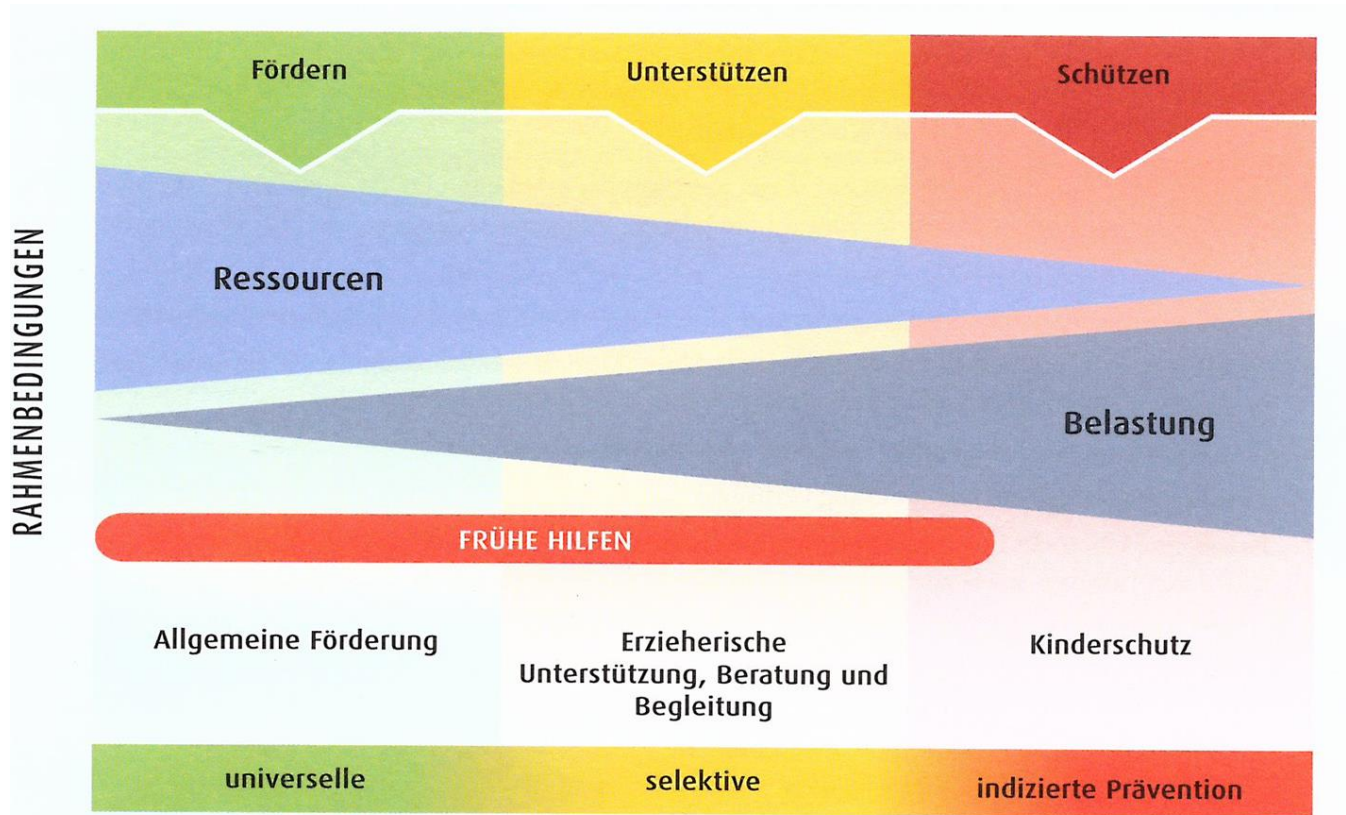 Fördern
Unterstützen
Schützen
RAHMENBEDINGUNGEN
Ressourcen
Belastung
FRÜHE HILFEN
Allgemeine Förderung
Erzieherische
Unterstützung, Beratung und
Begleitung
Kinderschutz
universelle
selektive
indizierte Prävention